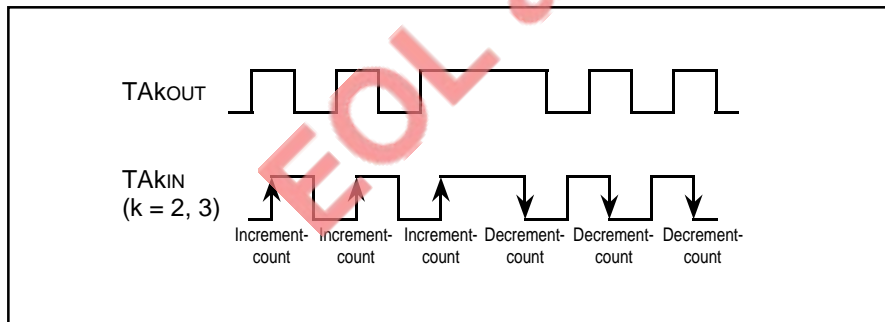 EOL
TAkOUT
TAkIN
(k = 2, 3)
Increment- Increment- Increment- Decrement- Decrement- Decrement-
count count count count count count